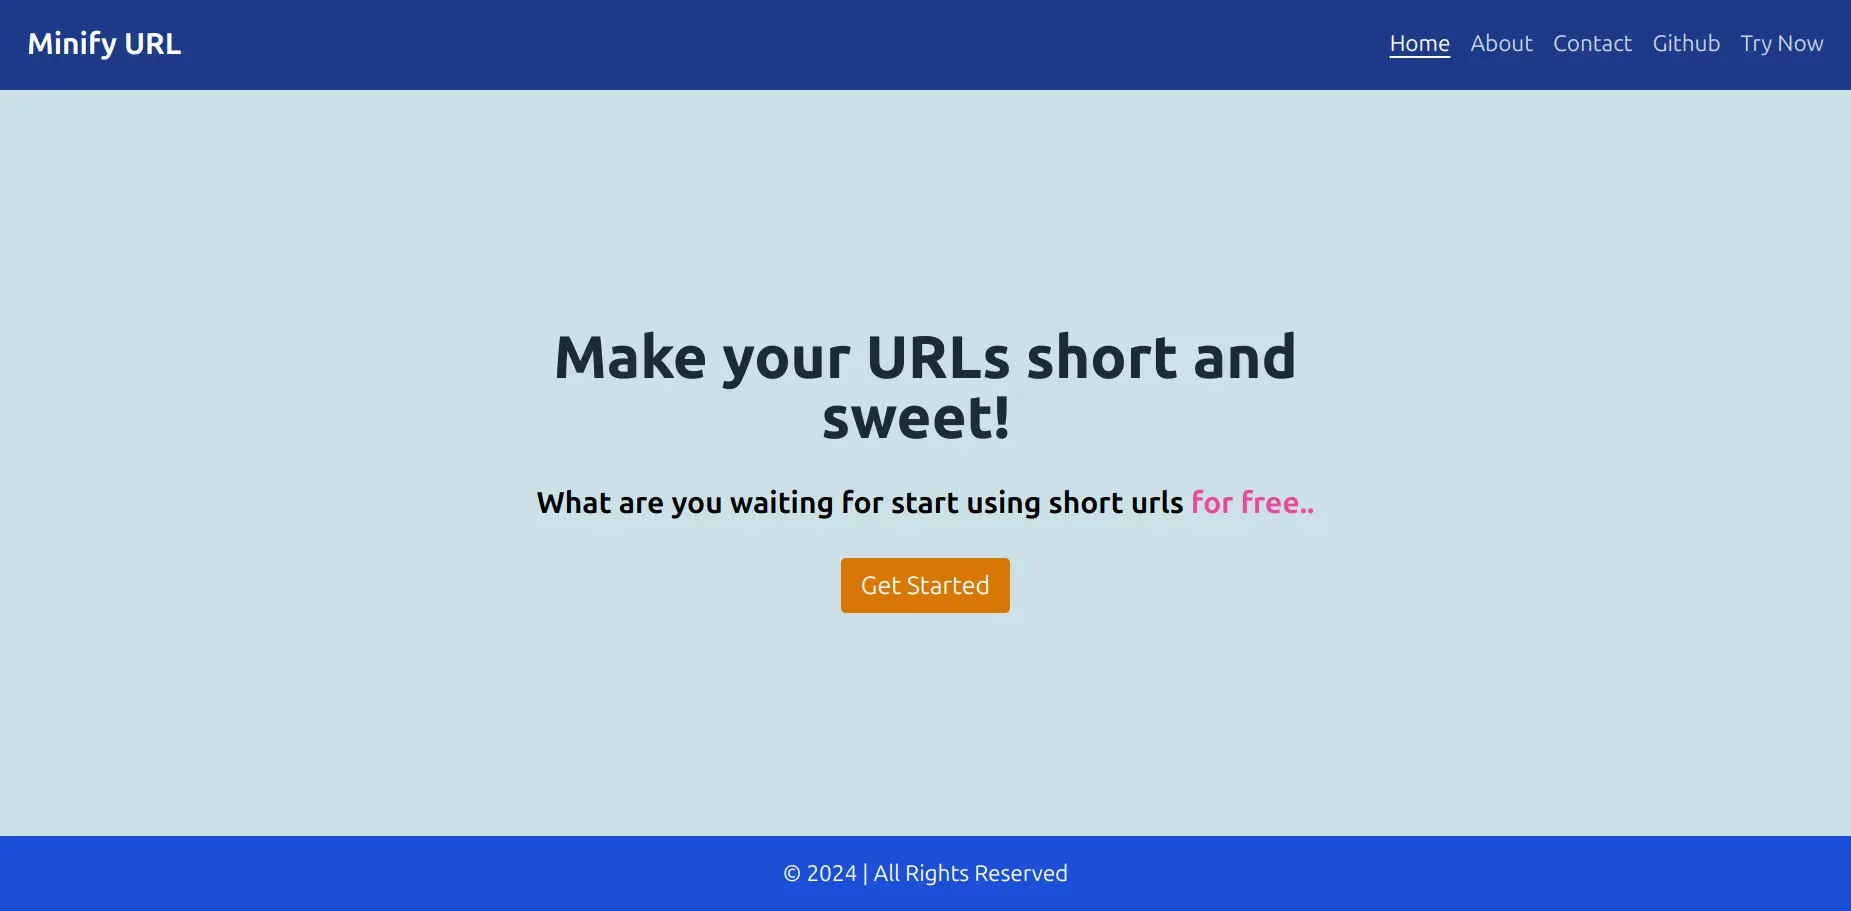 Minify URL
Home About Contact Github Try Now
Make your URLs short and
sweet!
What are you waiting for start using short urls for free..
Get Started
© 2024 | All Rights Reserved